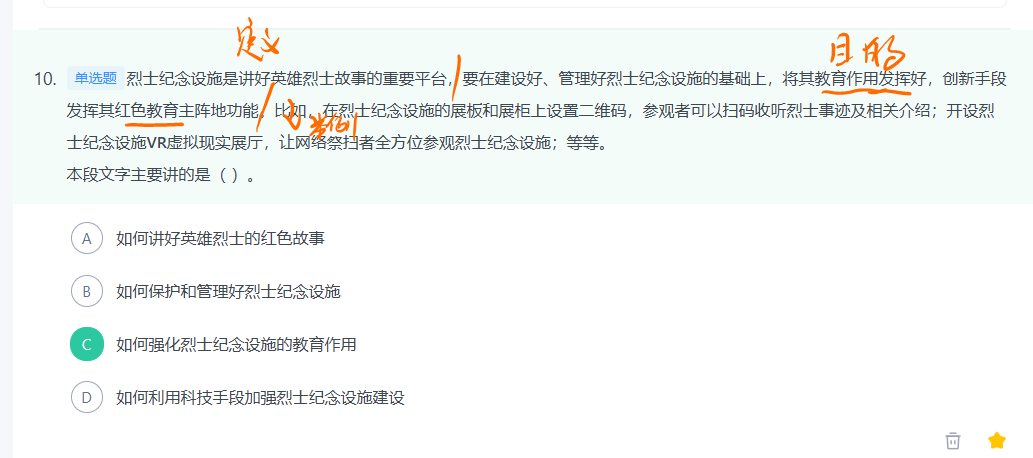 定义
目的
10. 单选题 烈士纪念设施是讲好英雄烈士故事的重要平台，要在建设好、管理好烈士纪念设施的基础上，将其教育作用发挥好，创新手段
发挥其红色教育主阵地功能。比如，在烈士纪念设施的展板和展柜上设置二维码，参观者可以扫码收听烈士事迹及相关介绍；开设烈
举例
士纪念设施VR虚拟现实展厅，让网络祭扫者全方位参观烈士纪念设施；等等。
本段文字主要讲的是（ ）。
A 如何讲好英雄烈士的红色故事
B 如何保护和管理好烈士纪念设施
C 如何强化烈士纪念设施的教育作用
D 如何利用科技手段加强烈士纪念设施建设